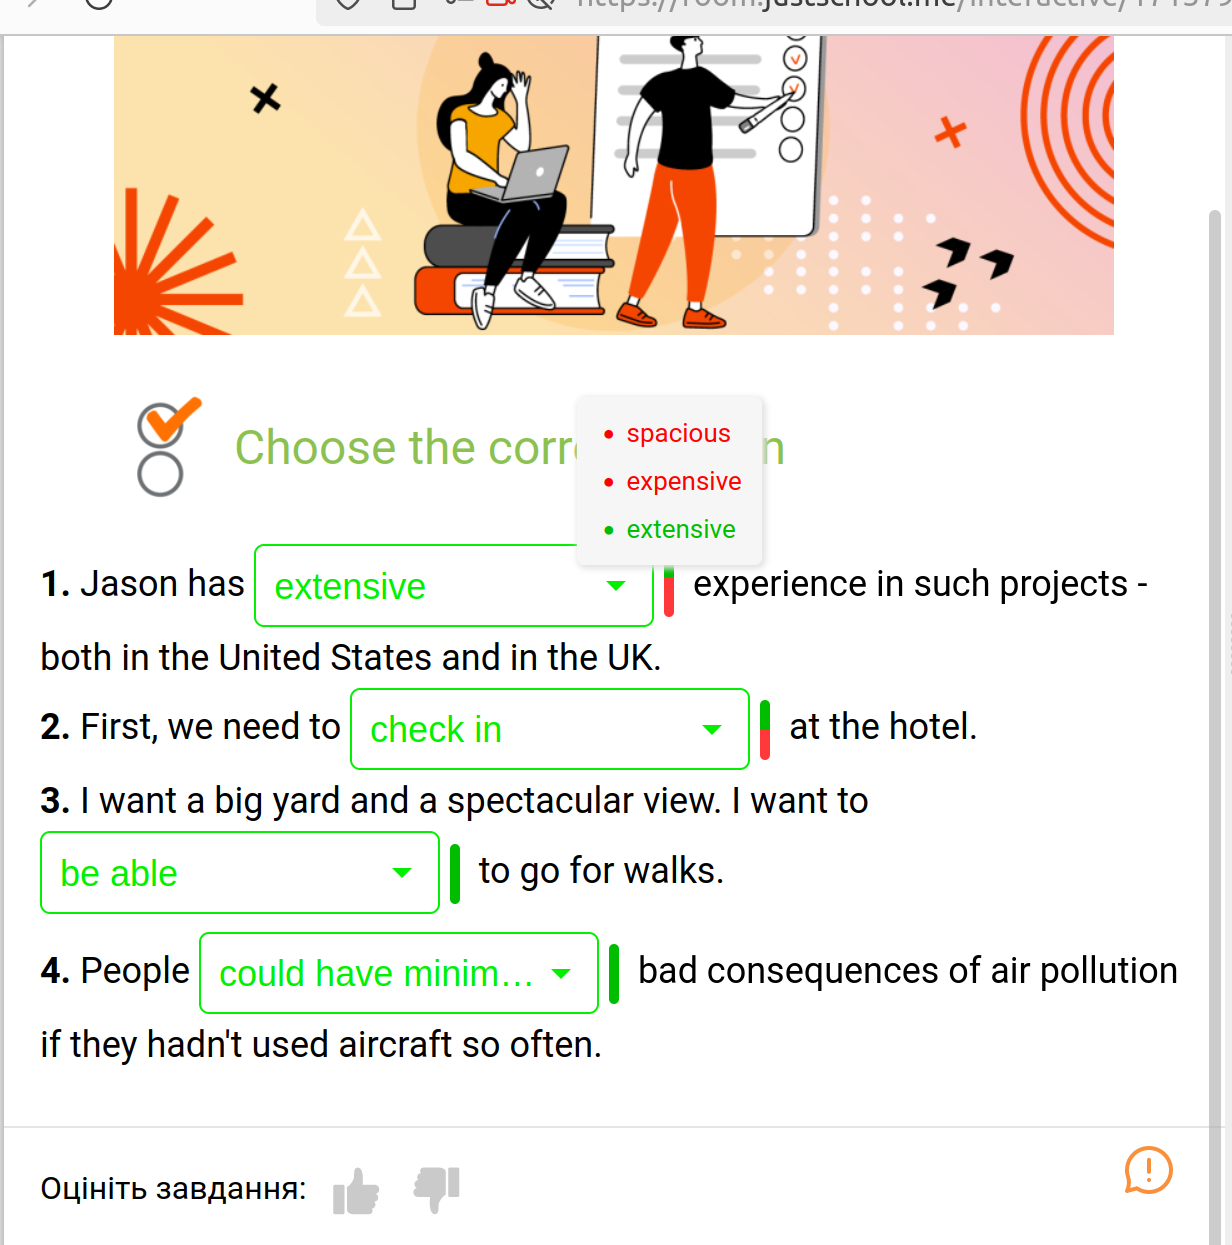 https://room.justschool.me/interactive/171379
Choose the corr n
spacious
expensive
extensive
1. Jason has extensive experience in such projects -
both in the United States and in the UK.
2. First, we need to check in at the hotel.
3. I want a big yard and a spectacular view. I want to
be able to go for walks.
4. People could have minim... bad consequences of air pollution
if they hadn't used aircraft so often.
Оцініть завдання: